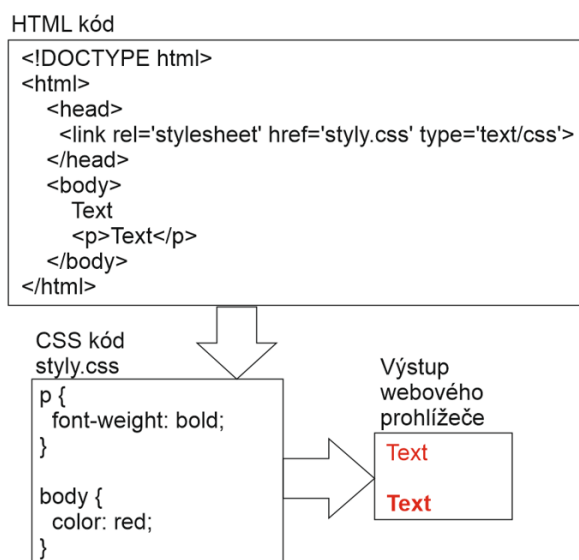 HTML kód
<!DOCTYPE html>
<html>
<head>
<link rel='stylesheet' href='styly.css' type='text/css'>
</head>
<body>
Text
<p>Text</p>
</body>
</html>
CSS kód
styly.css
p {
font-weight: bold;
}
body {
color: red;
}
Výstup
webového
prohlížeče
Text
Text